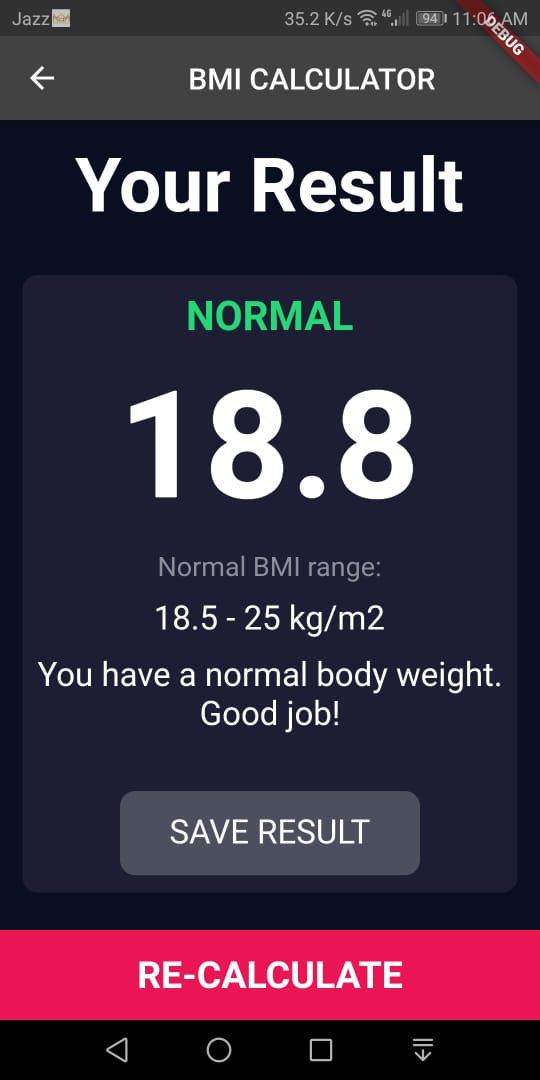 Jazz 35.2 K/s 4G 94 11:06 AM
DEBUG
BMI CALCULATOR
Your Result
NORMAL
18.8
Normal BMI range:
18.5 - 25 kg/m2
You have a normal body weight.
Good job!
SAVE RESULT
RE-CALCULATE